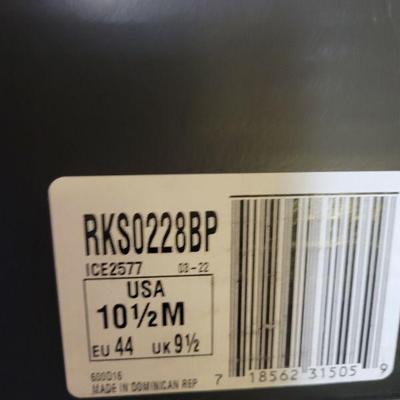 RKS0228BP
ICE2577 03-22
USA
10½M
EU 44 UK 9½
600D16
MADE IN DOMINICAN REP
7 18562 31505 9